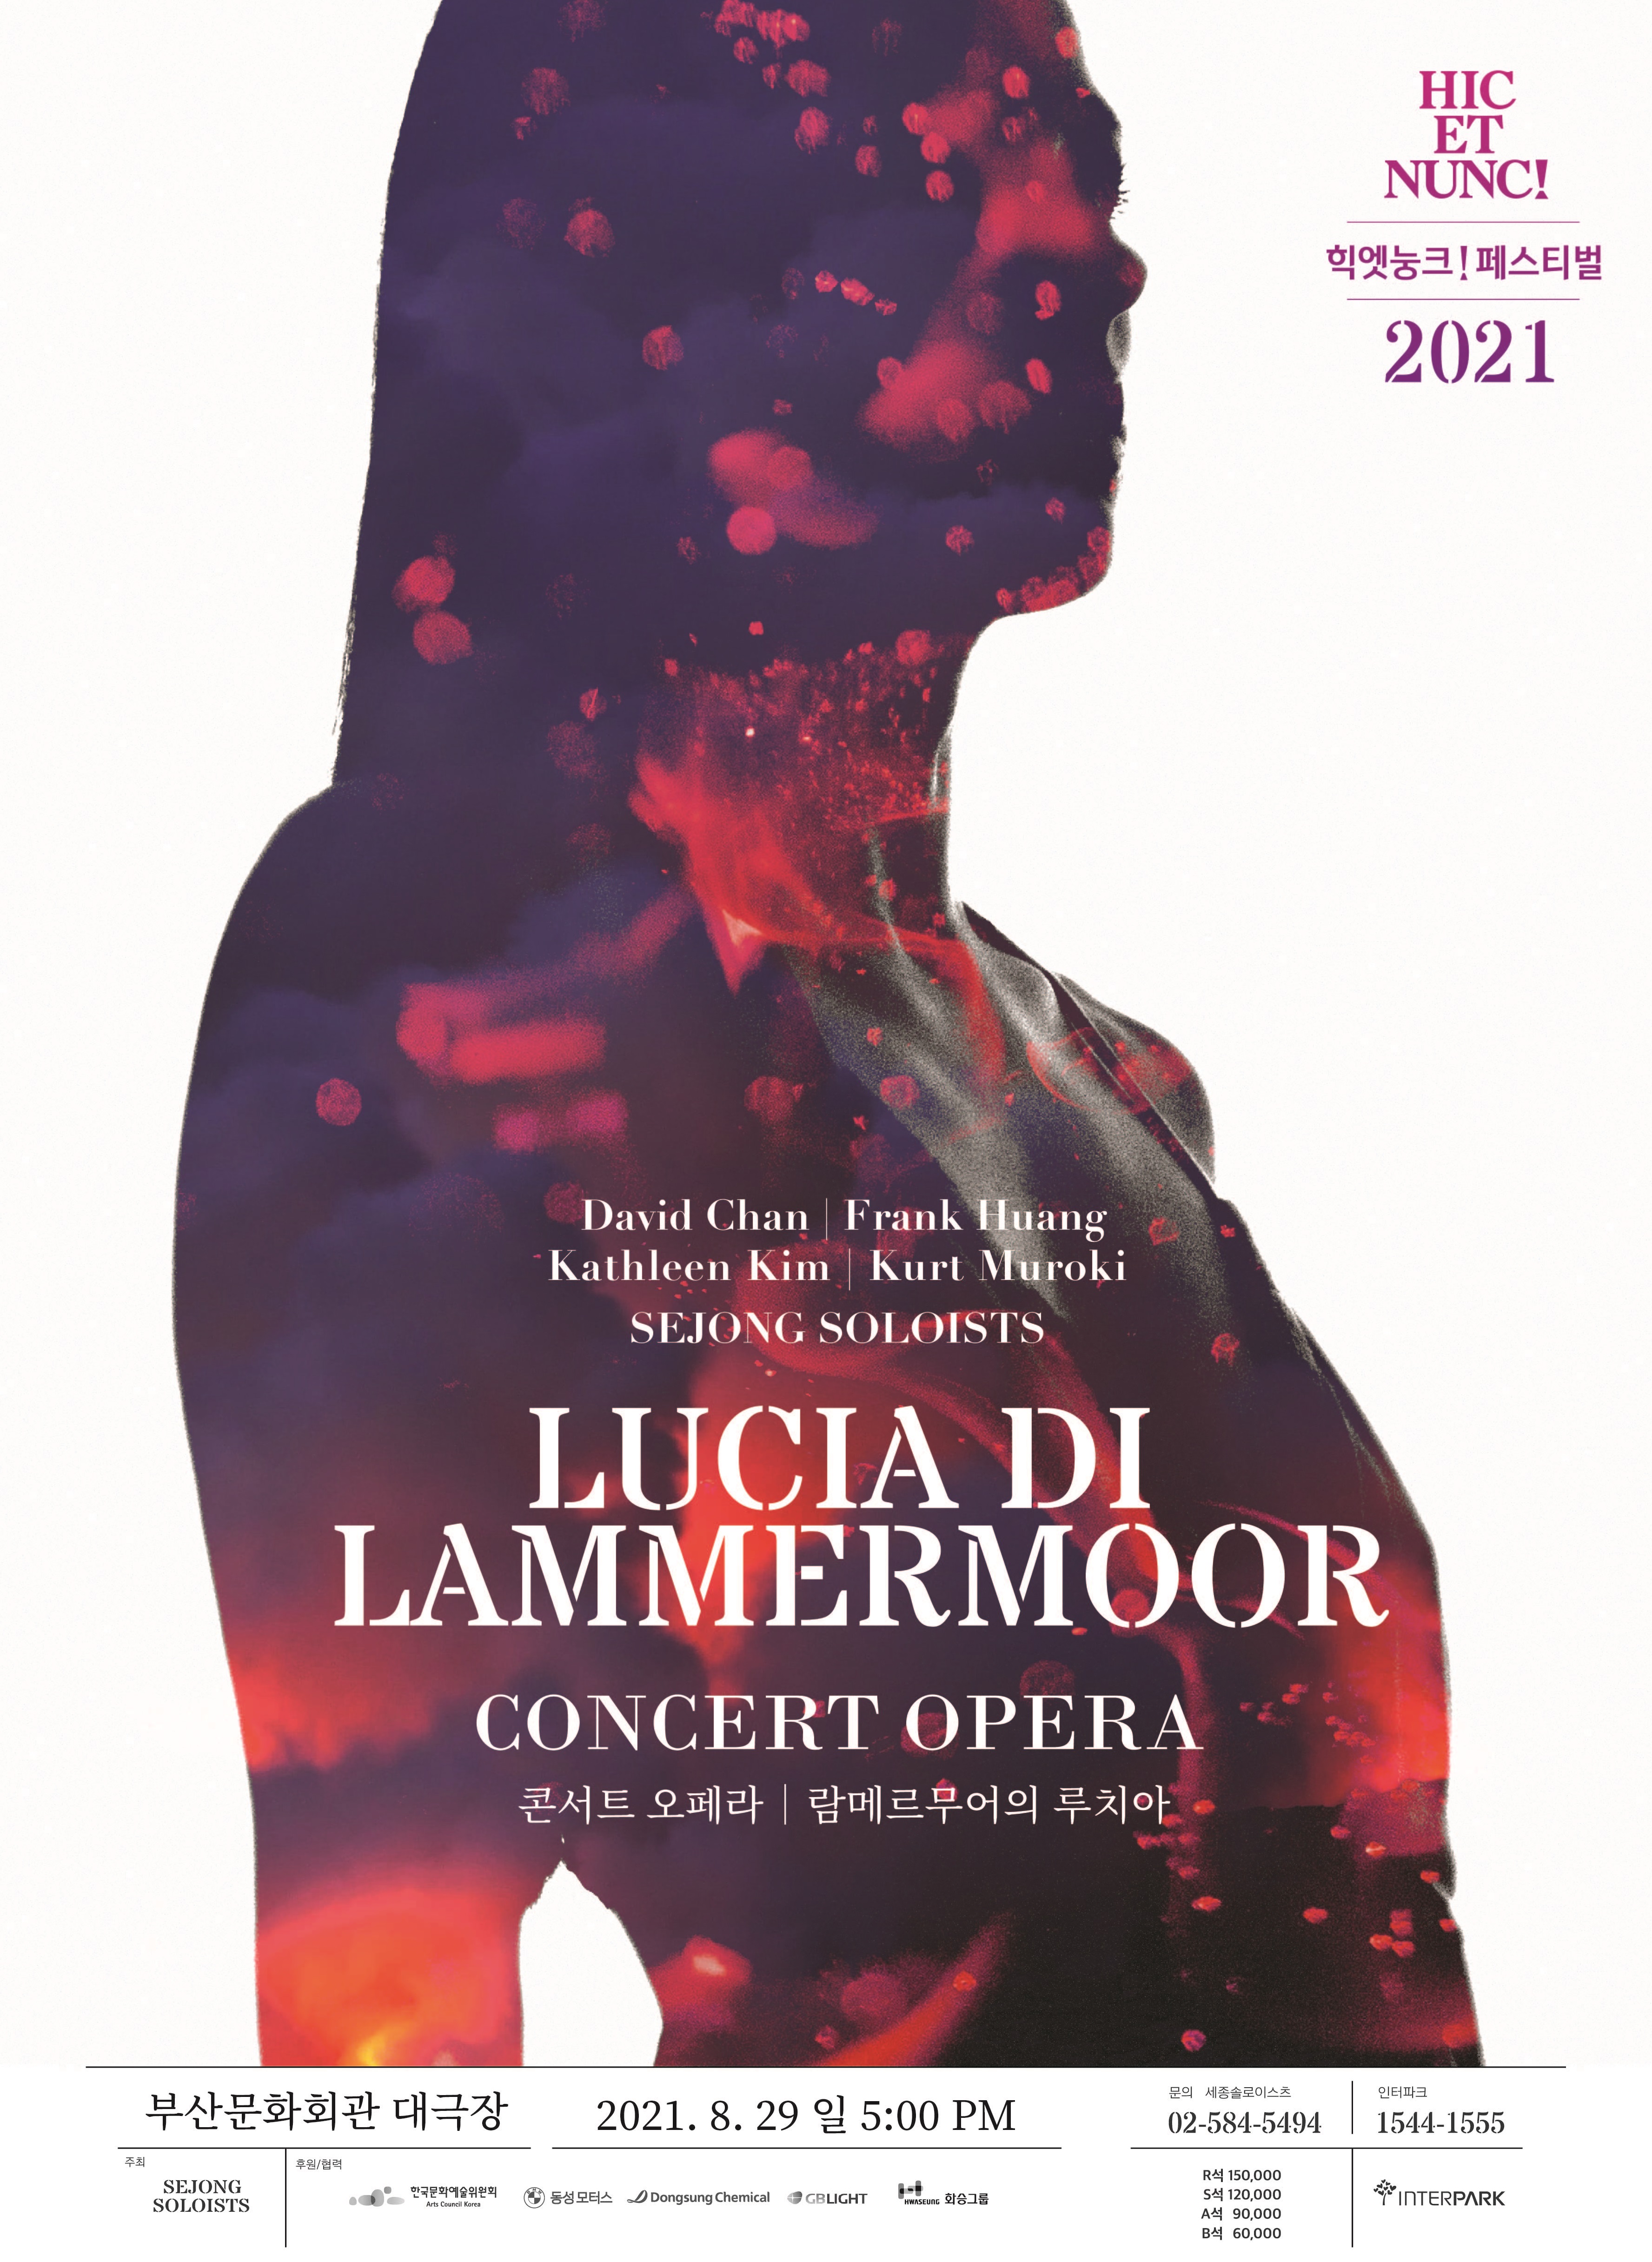 HIC
ET
NUNC!
힉엣눙크! 페스티벌
2021
David Chan | Frank Huang
Kathleen Kim | Kurt Muroki
SEJONG SOLOISTS
LUCIA DI
LAMMERMOOR
CONCERT OPERA
콘서트 오페라 | 람메르무어의 루치아
부산문화회관 대극장
2021. 8. 29 일 5:00 PM
문의 세종솔로이스츠
02-584-5494
인터파크
1544-1555
주최
SEJONG
SOLOISTS
후원/협력
한국문화예술위원회
Arts Council Korea
동성모터스
Dongsung Chemical
GBLIGHT
HWASEUNG 화승그룹
R석 150,000
S석 120,000
A석 90,000
B석 60,000
INTERPARK